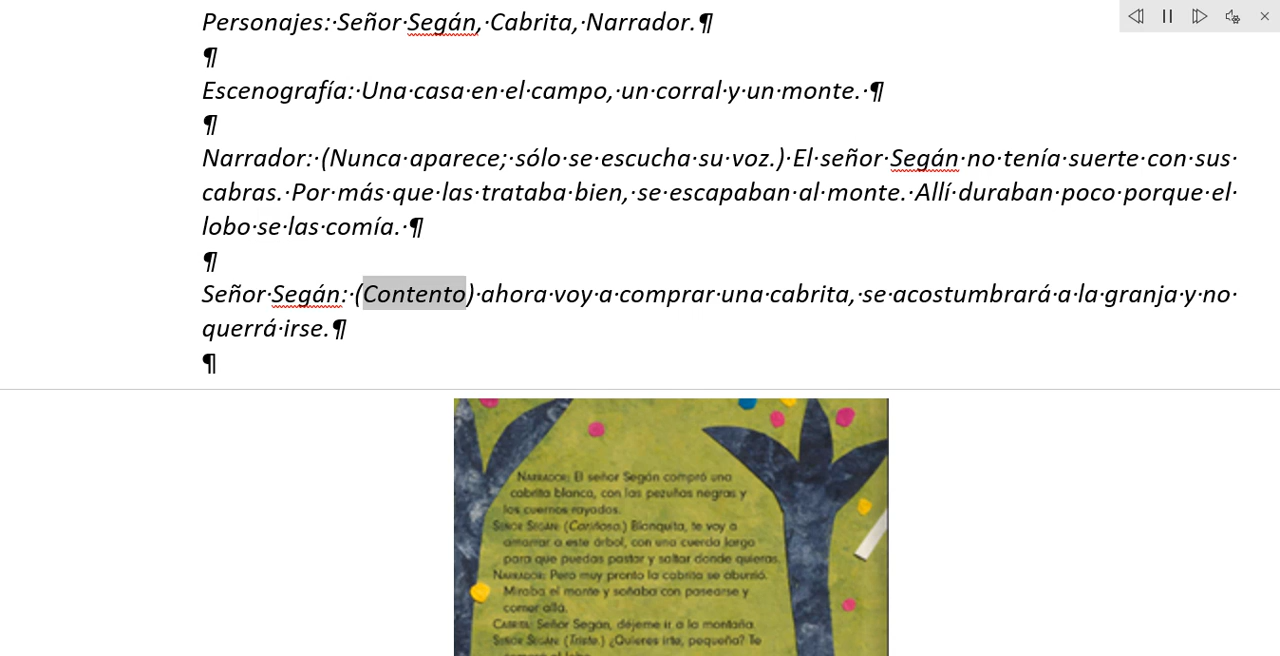 Personajes: Señor Segán, Cabrita, Narrador.¶
¶
Escenografía: Una casa en el campo, un corral y un monte. ¶
¶
Narrador: (Nunca aparece; sólo se escucha su voz.) El señor Segán no tenía suerte con sus
cabras. Por más que las trataba bien, se escapaban al monte. Allí duraban poco porque el
lobo se las comía. ¶
¶
Señor Segán: (Contento) ahora voy a comprar una cabrita, se acostumbrará a la granja y no
querrá irse.¶
¶
NARRADOR: El señor Segán compró una
cabrita blanca, con las pezuñas negras y
los cuernos rayados.
SEÑOR SEGÁN: (Cariñoso.) Blanquita, te voy a
amarrar a este árbol, con una cuerda larga
para que puedas pastar y saltar donde quieras.
NARRADOR: Pero muy pronto la cabrita se aburrió.
Miraba el monte y soñaba con pasearse y
comer allá.
Señor Segán, déjeme ir a la montaña.
SEÑOR SEGÁN: (Triste.) ¿Quieres irte, pequeña? Te